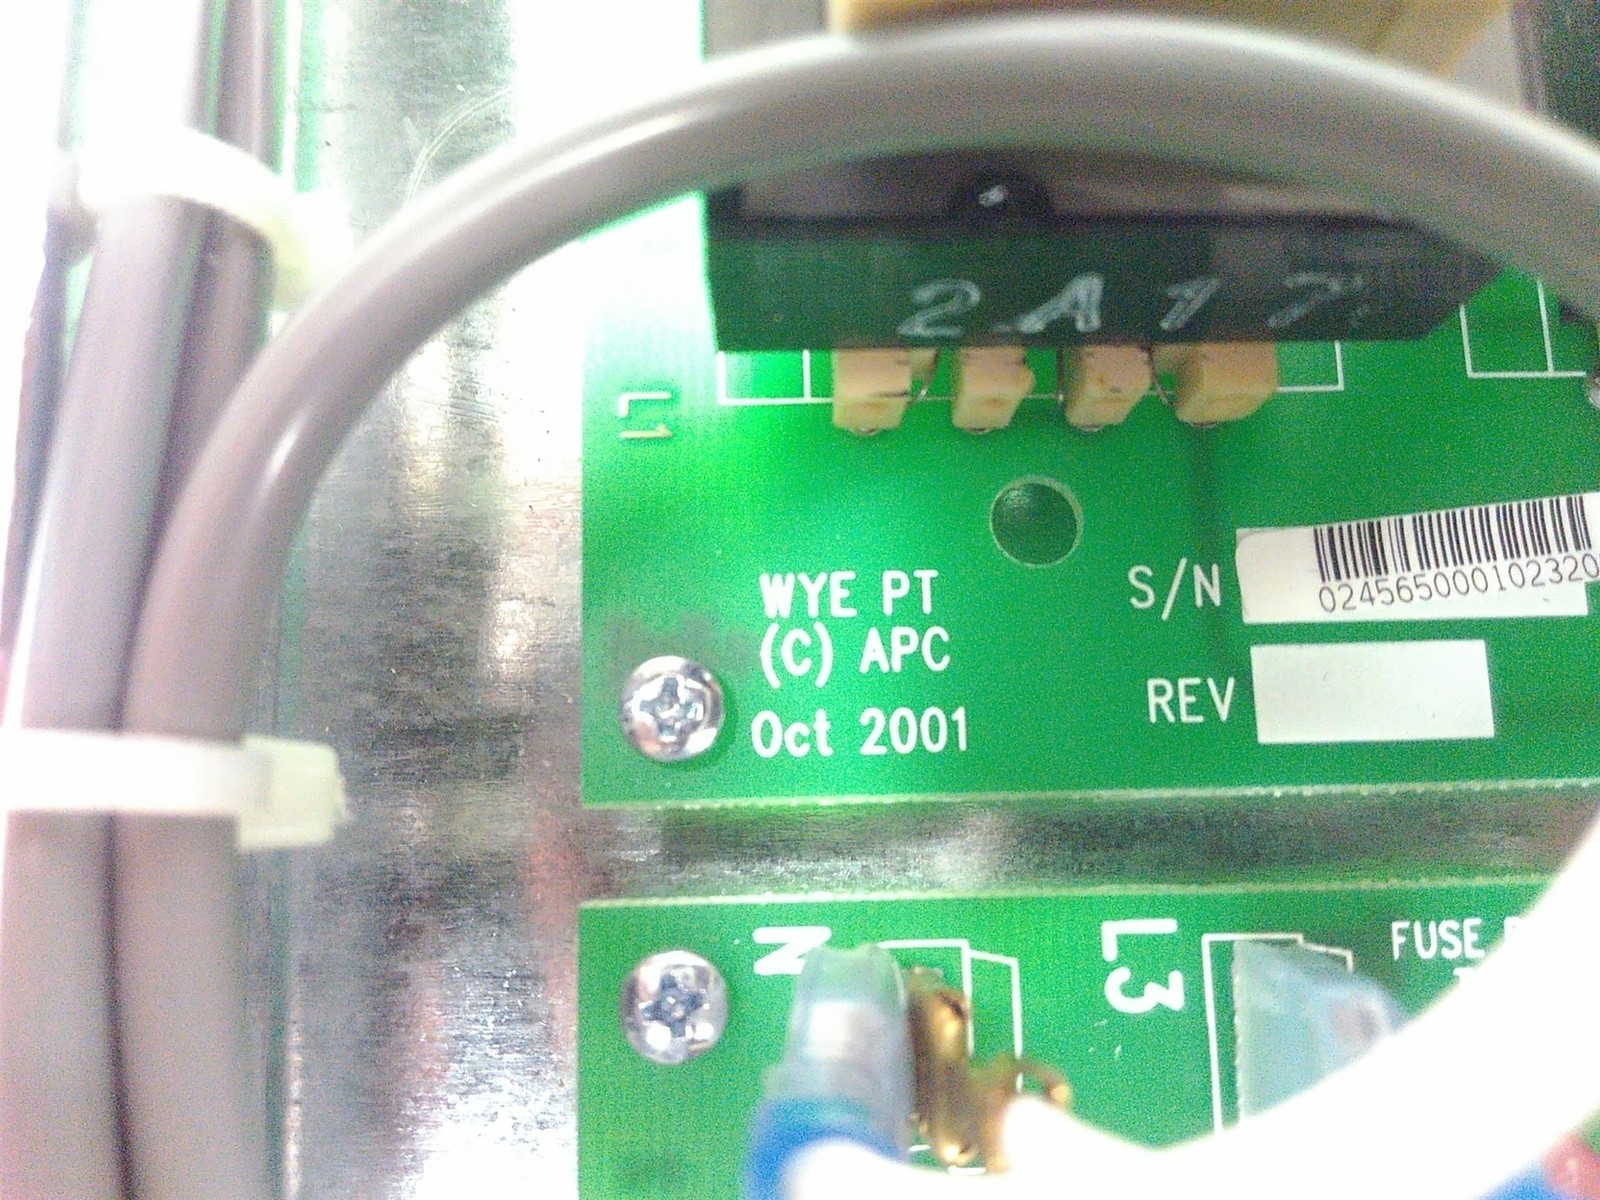 2A17
L1
WYE PT
(C) APC
Oct 2001
S/N
024565000102320
REV
N
L3
FUSE